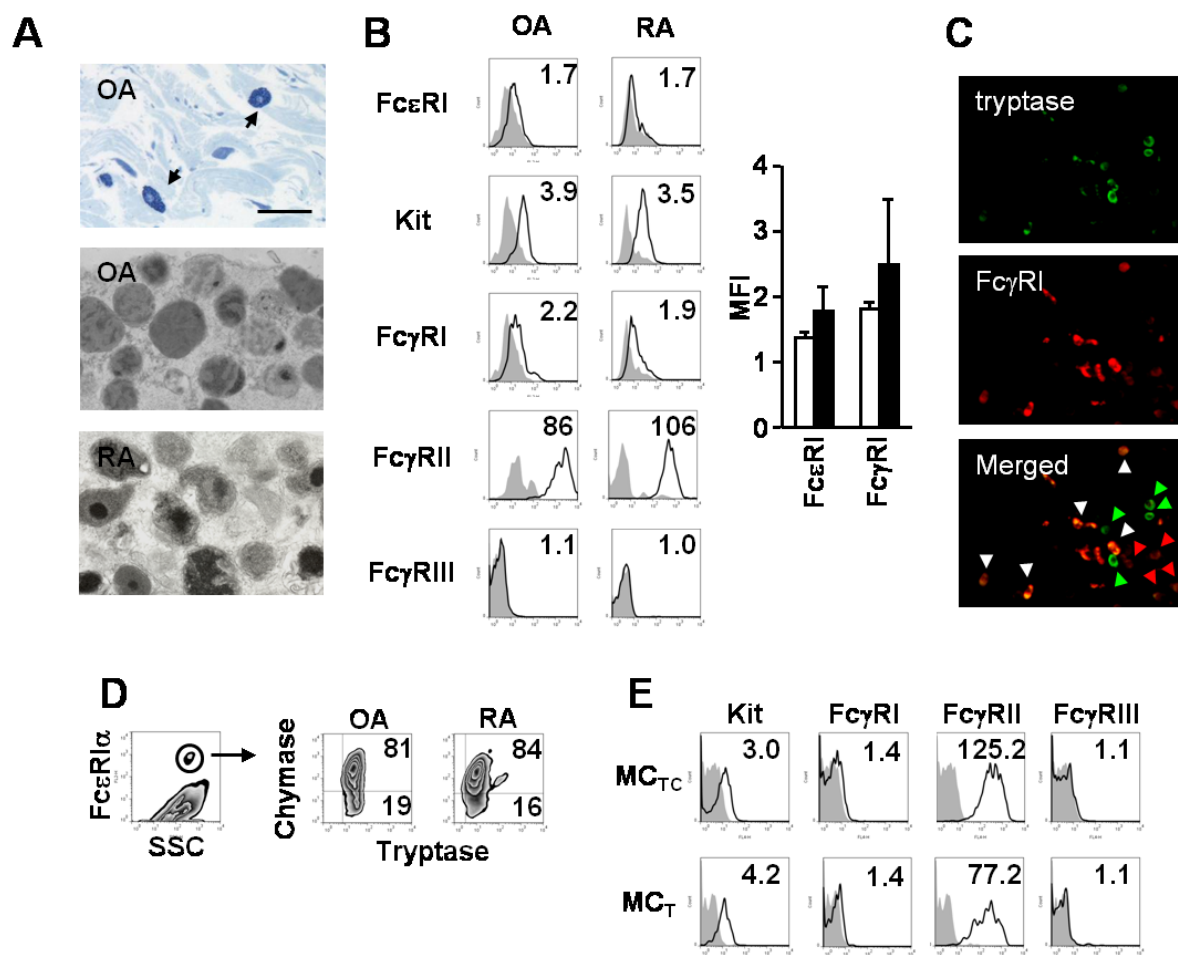 A
OA
OA
RA
B
OA RA
FcεRI 1.7 1.7
Kit 3.9 3.5
FcγRI 2.2 1.9
FcγRII 86 106
FcγRIII 1.1 1.0
MFI
4
3
2
1
0
FcεRI FcγRI
C
tryptase
FcγRI
Merged
D
FcεRIα
SSC
OA RA
Chymase
81 84
19 16
Tryptase
E
Kit FcγRI FcγRII FcγRIII
MCTC 3.0 1.4 125.2 1.1
MCT 4.2 1.4 77.2 1.1